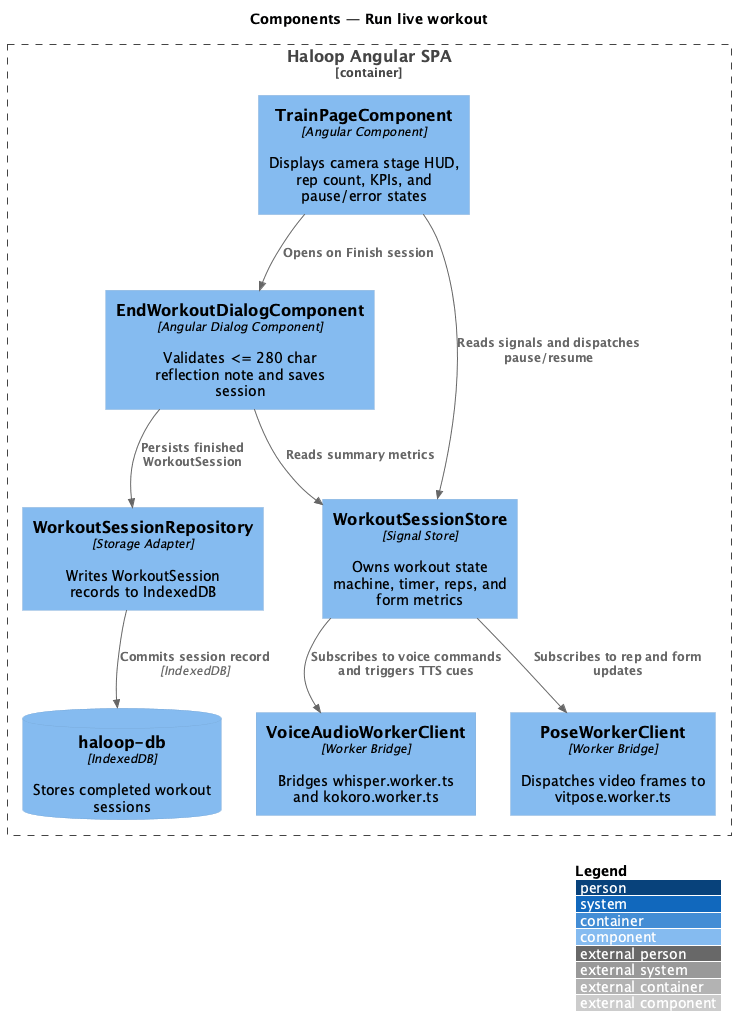 Components — Run live workout
Haloop Angular SPA
[container]
TrainPageComponent
[Angular Component]
Displays camera stage HUD,
rep count, KPIs, and
pause/error states
Opens on Finish session
EndWorkoutDialogComponent
[Angular Dialog Component]
Validates <= 280 char
reflection note and saves
session
Reads signals and dispatches
pause/resume
Persists finished
WorkoutSession
Reads summary metrics
WorkoutSessionRepository
[Storage Adapter]
Writes WorkoutSession
records to IndexedDB
WorkoutSessionStore
[Signal Store]
Owns workout state
machine, timer, reps, and
form metrics
Commits session record
[IndexedDB]
Subscribes to voice commands
and triggers TTS cues
Subscribes to rep and form
updates
haloop-db
[IndexedDB]
Stores completed workout
sessions
VoiceAudioWorkerClient
[Worker Bridge]
Bridges whisper.worker.ts
and kokoro.worker.ts
PoseWorkerClient
[Worker Bridge]
Dispatches video frames to
vitpose.worker.ts
Legend
person
system
container
component
external person
external system
external container
external component